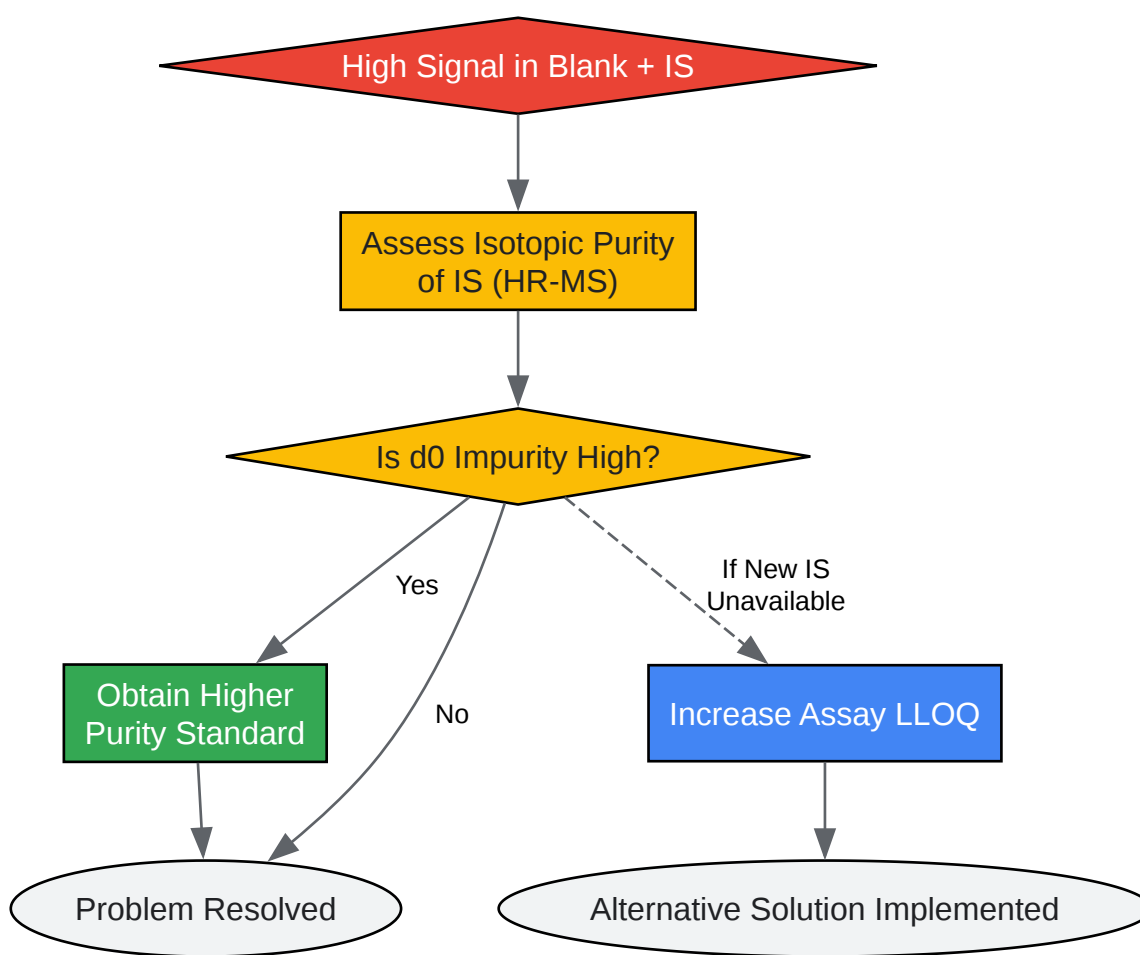 High Signal in Blank + IS
Assess Isotopic Purity
of IS (HR-MS)
Is d0 Impurity High?
Yes
If New IS
Unavailable
No
Obtain Higher
Purity Standard
Increase Assay LLOQ
Problem Resolved
Alternative Solution Implemented